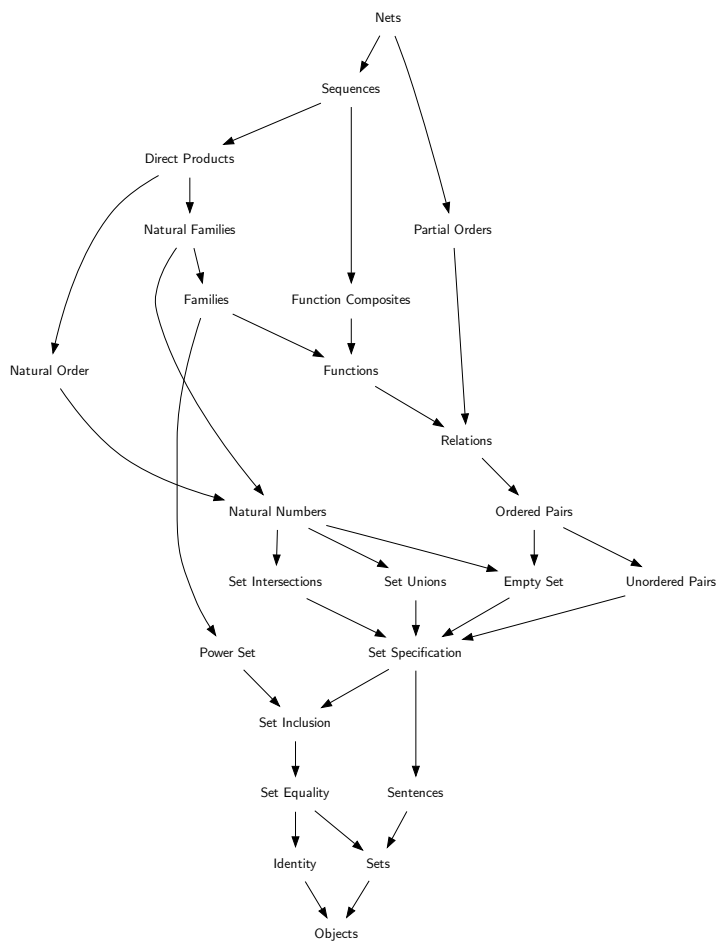 Nets
Sequences
Direct Products
Natural Families
Partial Orders
Families
Function Composites
Natural Order
Functions
Relations
Natural Numbers
Ordered Pairs
Set Intersections
Set Unions
Empty Set
Unordered Pairs
Power Set
Set Specification
Set Inclusion
Set Equality
Sentences
Identity
Sets
Objects